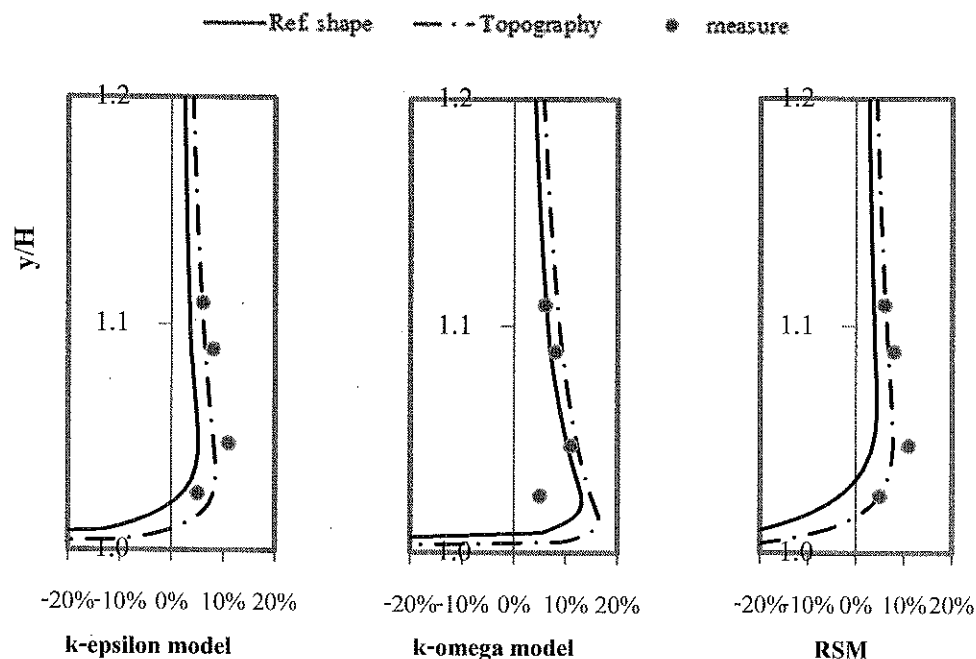 Ref. shape Topography measure
1.2 1.2 1.2
y/H
1.1 1.1 1.1
1.0 1.0 1.0
-20% -10% 0% 10% 20% -20% -10% 0% 10% 20% -20% -10% 0% 10% 20%
k-epsilon model k-omega model RSM